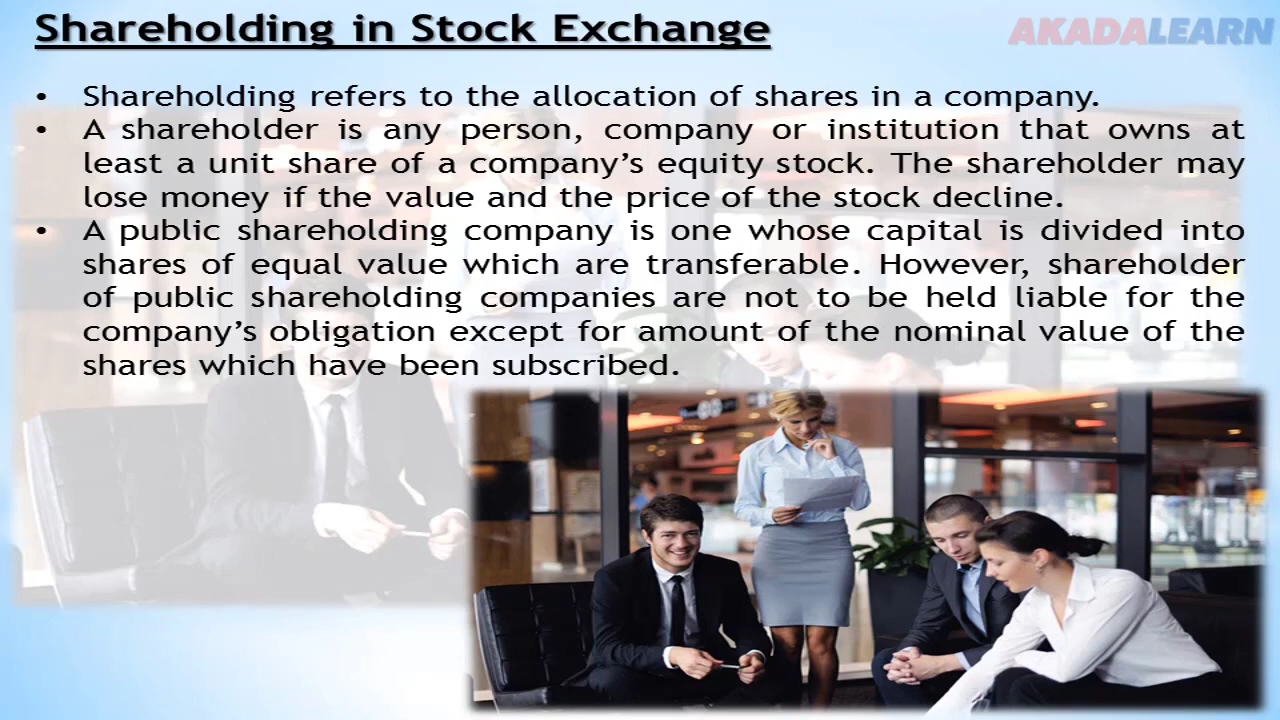 Shareholding in Stock Exchange
AKADALEARN
• Shareholding refers to the allocation of shares in a company.
• A shareholder is any person, company or institution that owns at
least a unit share of a company’s equity stock. The shareholder may
lose money if the value and the price of the stock decline.
• A public shareholding company is one whose capital is divided into
shares of equal value which are transferable. However, shareholder
of public shareholding companies are not to be held liable for the
company’s obligation except for amount of the nominal value of the
shares which have been subscribed.